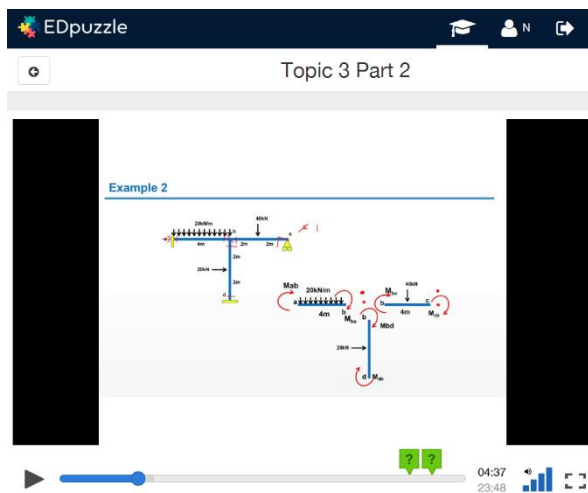 EDpuzzle
N
Topic 3 Part 2
Example 2
20kN/m
40kN
b
c
4m
2m
2m
2m
20kN
2m
d
Mab
20kN/m
4m
b
Mba
Mbc
40kN
b
c
4m
Mcb
b
Mbd
20kN
d
Mdb
? ?
04:37
23:48